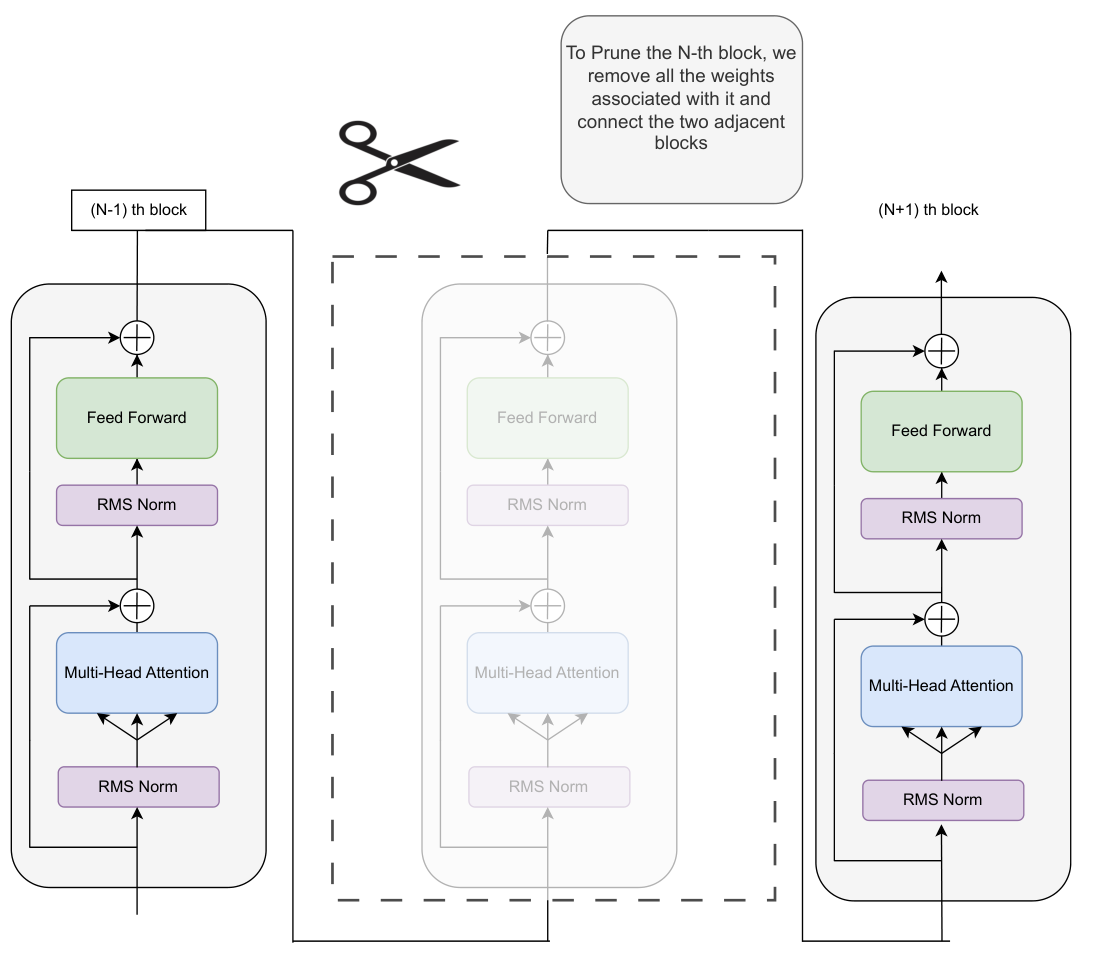 To Prune the N-th block, we
remove all the weights
associated with it and
connect the two adjacent
blocks
(N-1) th block
(N+1) th block
Feed Forward
RMS Norm
Multi-Head Attention
RMS Norm
Feed Forward
RMS Norm
Multi-Head Attention
RMS Norm
Feed Forward
RMS Norm
Multi-Head Attention
RMS Norm